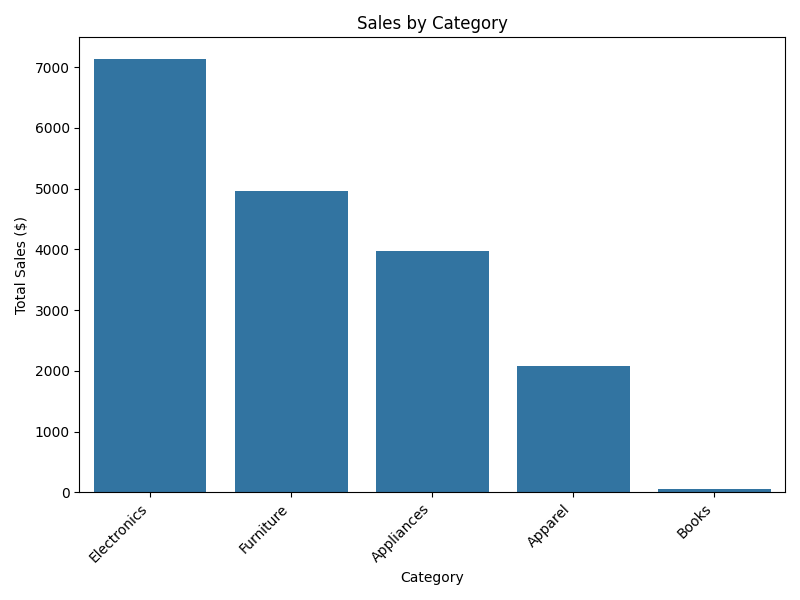 Sales by Category
Total Sales ($)
7000
6000
5000
4000
3000
2000
1000
0
Electronics
Furniture
Appliances
Apparel
Books
Category